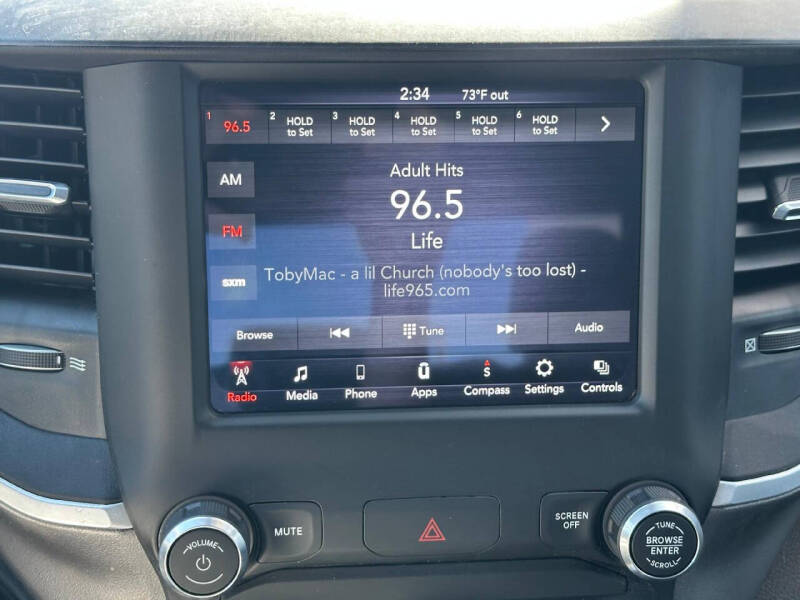 2:34 73°F out
1 96.5 2 HOLD to Set 3 HOLD to Set 4 HOLD to Set 5 HOLD to Set 6 HOLD to Set
AM
FM
sxm
Adult Hits
96.5
Life
TobyMac - a lil Church (nobody's too lost) -
life965.com
Browse Tune Audio
S
Radio Media Phone Apps Compass Settings Controls
VOLUME
MUTE
SCREEN
OFF
TUNE
BROWSE
ENTER
SCROLL